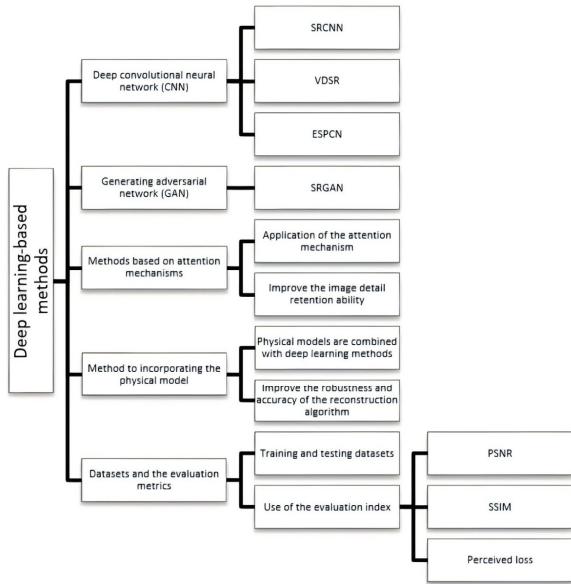 Deep learning-based
methods
Deep convolutional neural
network (CNN)
SRCNN
VDSR
ESPCN
Generating adversarial
network (GAN)
SRGAN
Methods based on attention
mechanisms
Application of the attention
mechanism
Improve the image detail
retention ability
Method to incorporating the
physical model
Physical models are combined
with deep learning methods
Improve the robustness and
accuracy of the reconstruction
algorithm
Datasets and the evaluation
metrics
Training and testing datasets
Use of the evaluation index
PSNR
SSIM
Perceived loss